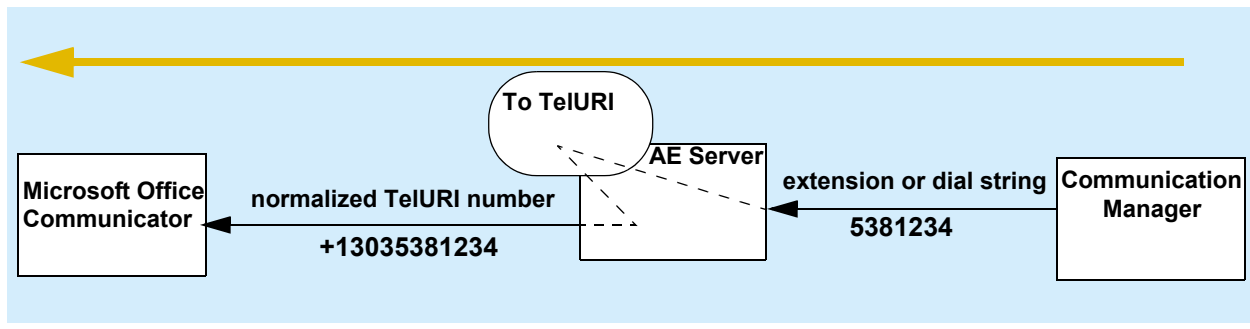 To TelURI
AE Server
Microsoft Office
Communicator
normalized TelURI number
+13035381234
extension or dial string
5381234
Communication
Manager